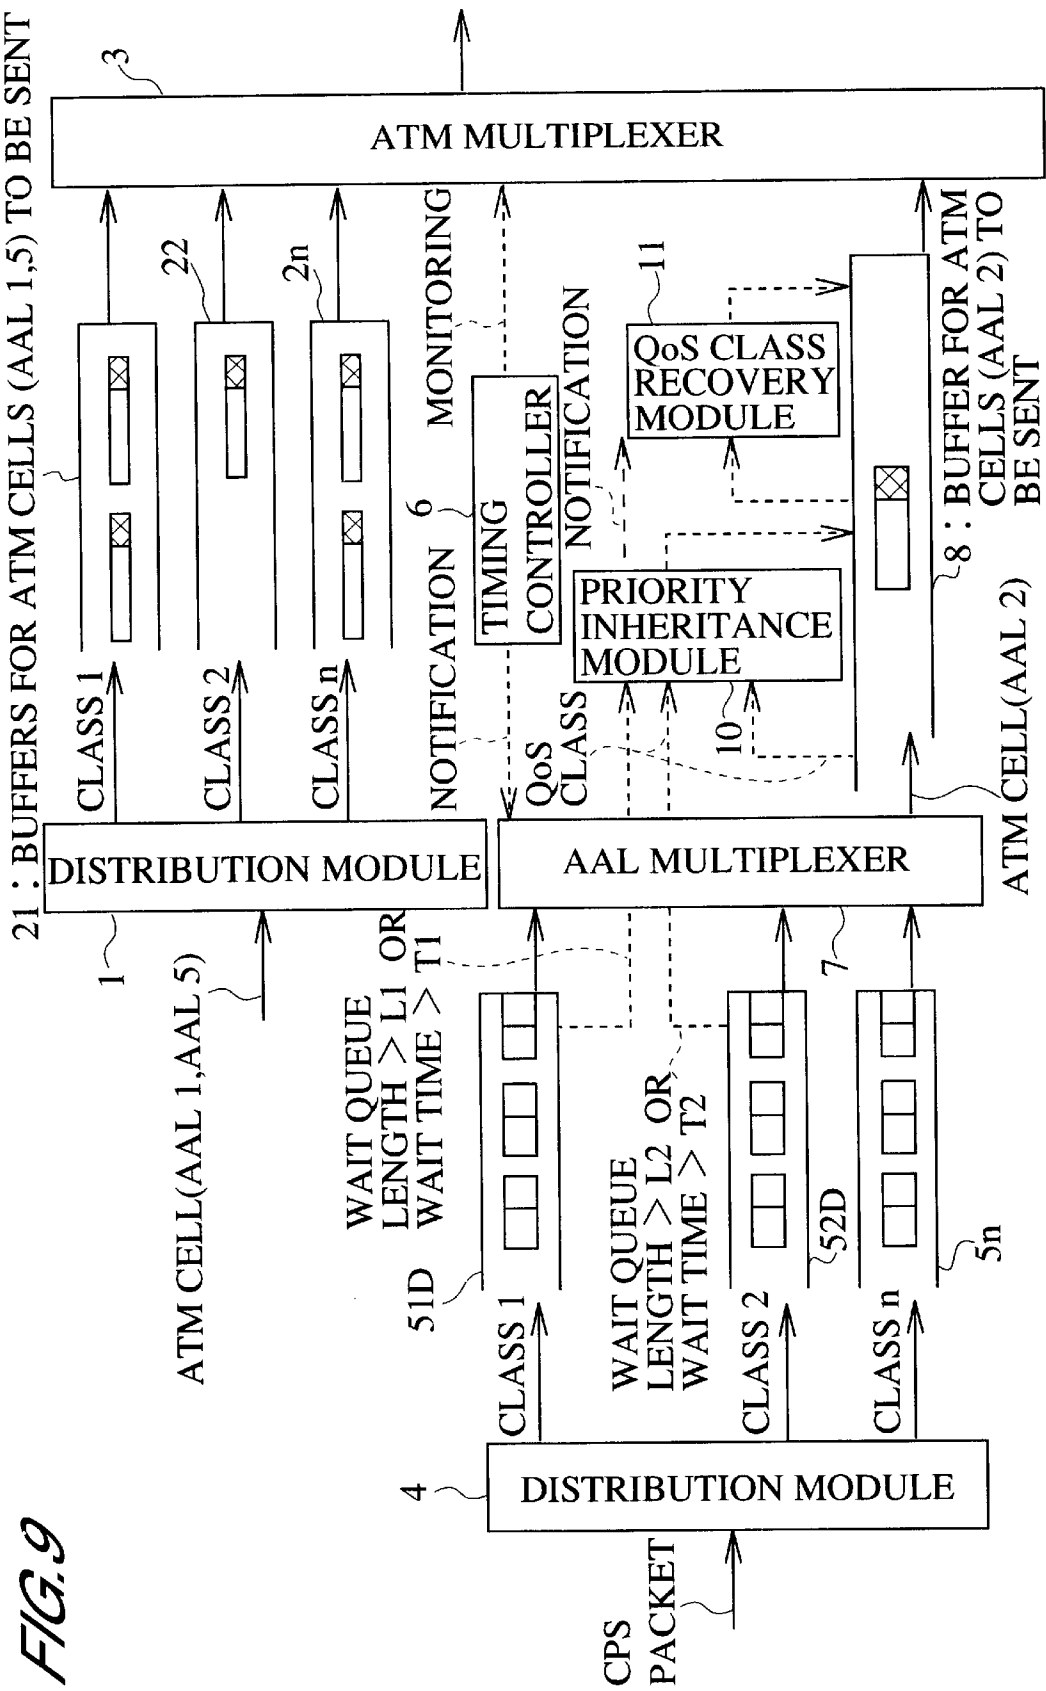 FIG.9
21 : BUFFERS FOR ATM CELLS (AAL 1,5) TO BE SENT
3
ATM MULTIPLEXER
CLASS 1
22
CLASS 2
2n
CLASS n
DISTRIBUTION MODULE
1
ATM CELL(AAL 1,AAL 5)
NOTIFICATION
6
MONITORING
TIMING
CONTROLLER
WAIT QUEUE
LENGTH > L1 OR
WAIT TIME > T1
QoS
CLASS
NOTIFICATION
11
QoS CLASS
RECOVERY
MODULE
PRIORITY
INHERITANCE
MODULE
10
AAL MULTIPLEXER
7
51D
CLASS 1
WAIT QUEUE
LENGTH > L2 OR
WAIT TIME > T2
CLASS 2
52D
CLASS n
5n
4
DISTRIBUTION MODULE
CPS
PACKET
8 : BUFFER FOR ATM
CELLS (AAL 2) TO
BE SENT
ATM CELL(AAL 2)